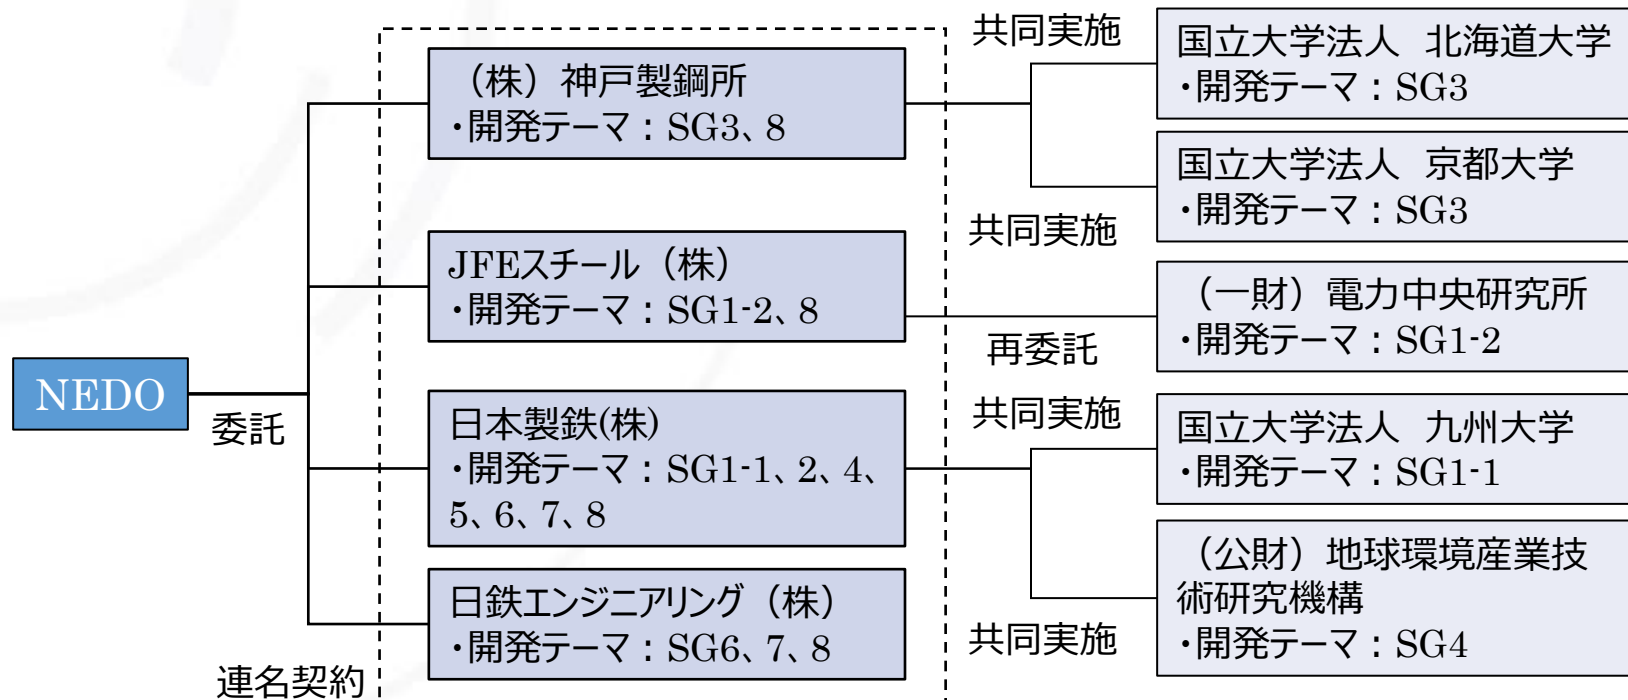 NEDO
委託
連名契約
（株）神戸製鋼所
・開発テーマ：SG3、8
JFEスチール（株）
・開発テーマ：SG1-2、8
日本製鉄(株)
・開発テーマ：SG1-1、2、4、
5、6、7、8
日鉄エンジニアリング（株）
・開発テーマ：SG6、7、8
共同実施
国立大学法人　北海道大学
・開発テーマ：SG3
共同実施
国立大学法人　京都大学
・開発テーマ：SG3
再委託
（一財）電力中央研究所
・開発テーマ：SG1-2
共同実施
国立大学法人　九州大学
・開発テーマ：SG1-1
共同実施
（公財）地球環境産業技
術研究機構
・開発テーマ：SG4